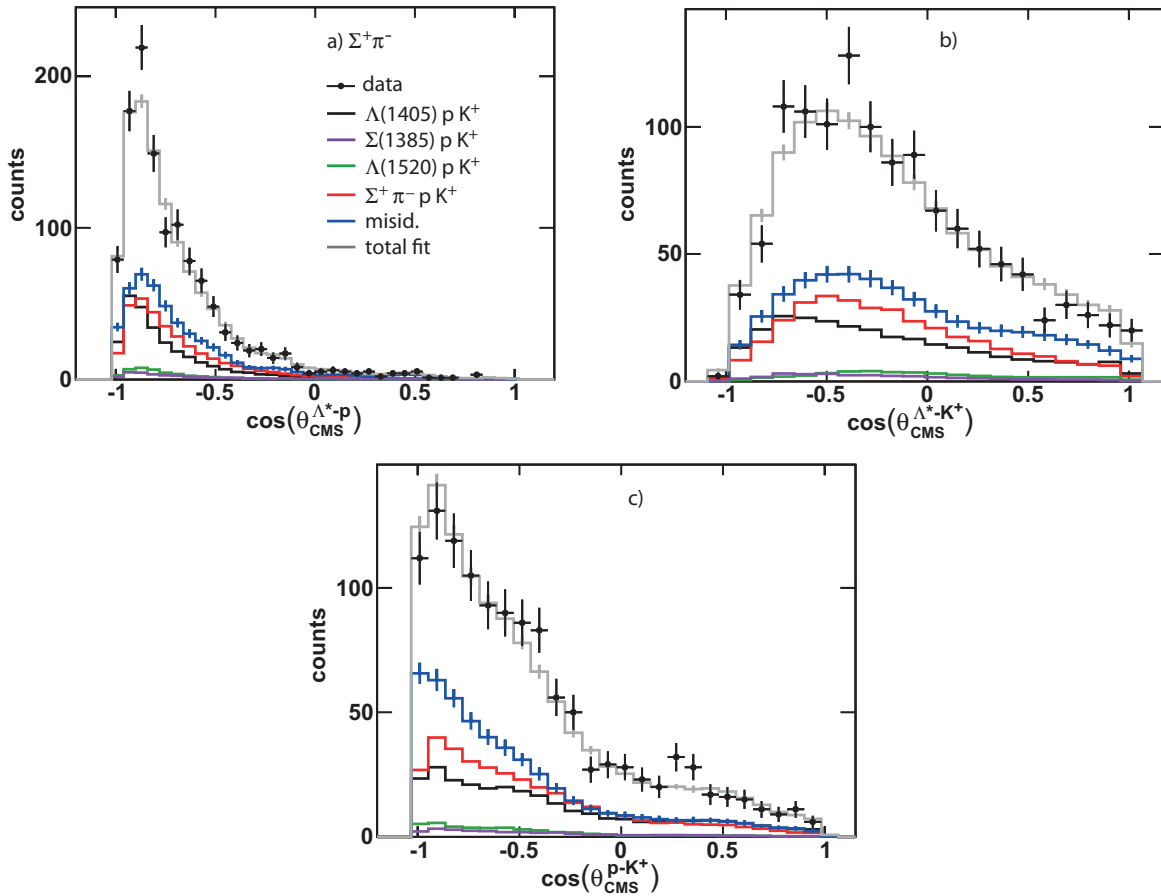 a) Σ⁺π⁻
data
Λ(1405) p K⁺
Σ(1385) p K⁺
Λ(1520) p K⁺
Σ⁺ π⁻ p K⁺
misid.
total fit
counts
200
100
0
-1
-0.5
0
0.5
1
cos(θ_CMS^Λ*-p)
b)
counts
100
50
0
-1
-0.5
0
0.5
1
cos(θ_CMS^Λ*-K⁺)
c)
counts
100
50
0
-1
-0.5
0
0.5
1
cos(θ_CMS^p-K⁺)